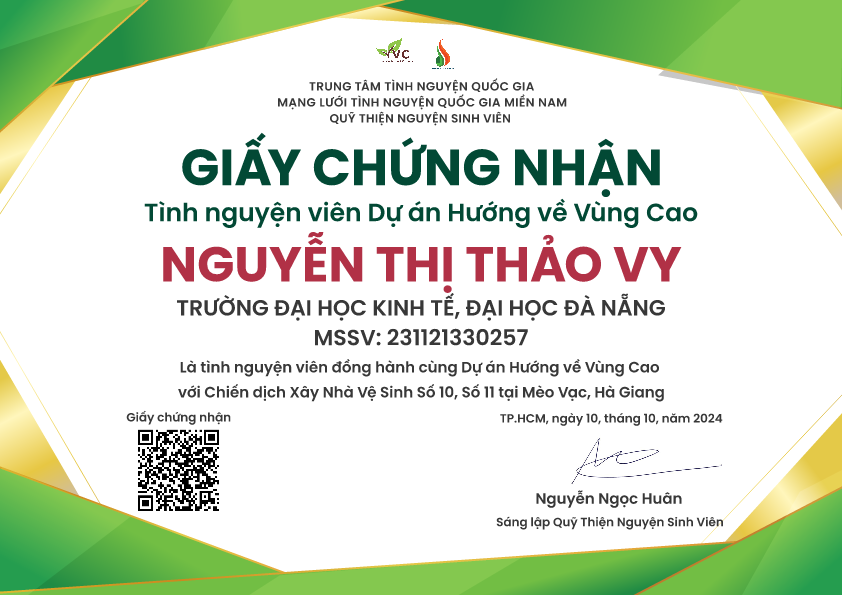 VVC
TRUNG TÂM TÌNH NGUYỆN QUỐC GIA
MẠNG LƯỚI TÌNH NGUYỆN QUỐC GIA MIỀN NAM
QUỸ THIỆN NGUYỆN SINH VIÊN
GIẤY CHỨNG NHẬN
Tình nguyện viên Dự án Hướng về Vùng Cao
NGUYỄN THỊ THẢO VY
TRƯỜNG ĐẠI HỌC KINH TẾ, ĐẠI HỌC ĐÀ NẴNG
MSSV: 231121330257
Là tình nguyện viên đồng hành cùng Dự án Hướng về Vùng Cao
với Chiến dịch Xây Nhà Vệ Sinh Số 10, Số 11 tại Mèo Vạc, Hà Giang
Giấy chứng nhận
TP.HCM, ngày 10, tháng 10, năm 2024
Nguyễn Ngọc Huân
Sáng lập Quỹ Thiện Nguyện Sinh Viên